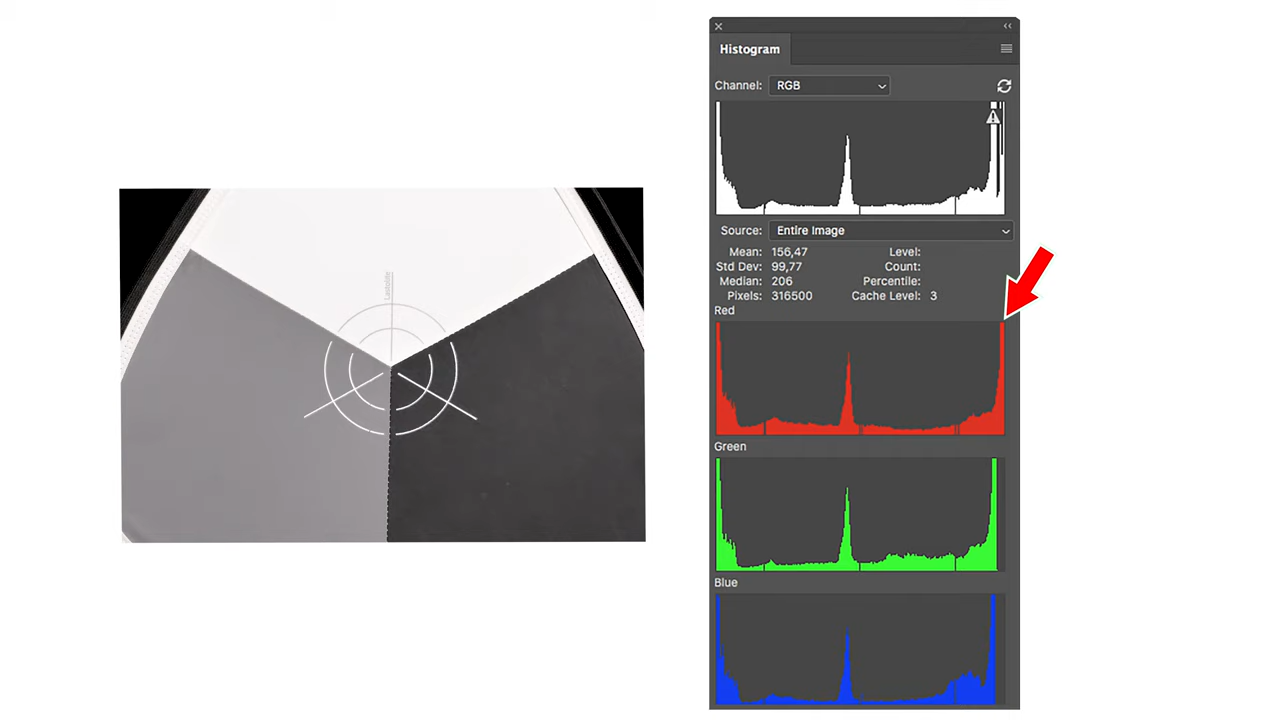 Lastolite
Histogram
Channel: RGB
Source: Entire Image
Mean: 156,47 Level:
Std Dev: 99,77 Count:
Median: 206 Percentile:
Pixels: 316500 Cache Level: 3
Red
Green
Blue